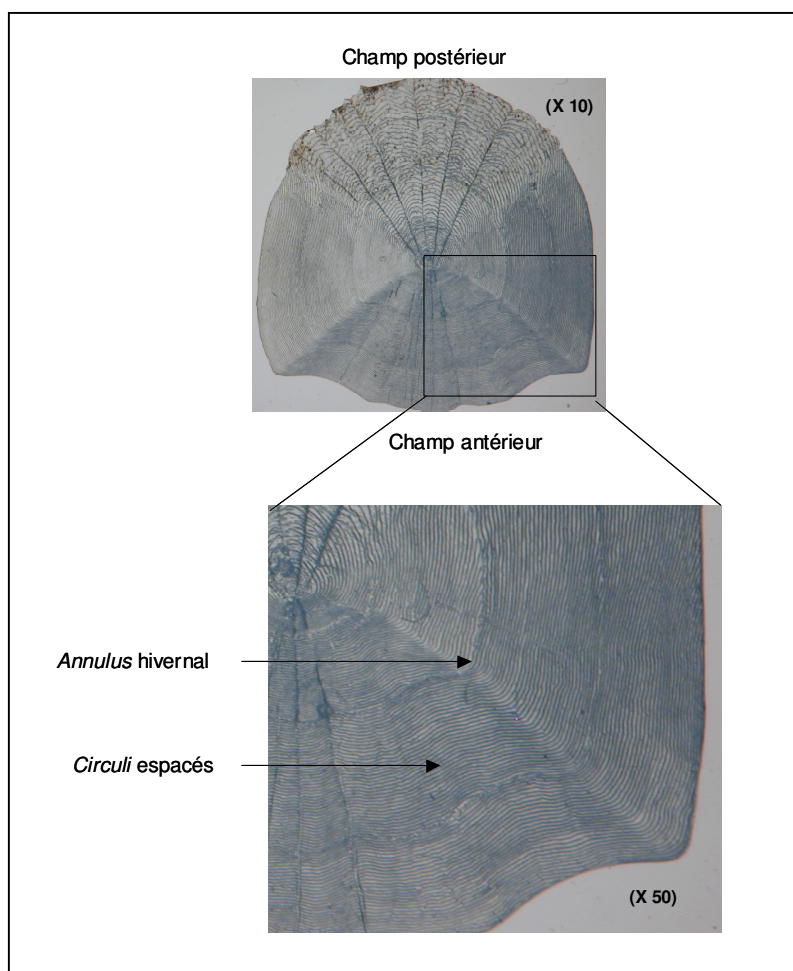 Champ postérieur
(X 10)
Champ antérieur
Annulus hivernal
Circuli espacés
(X 50)